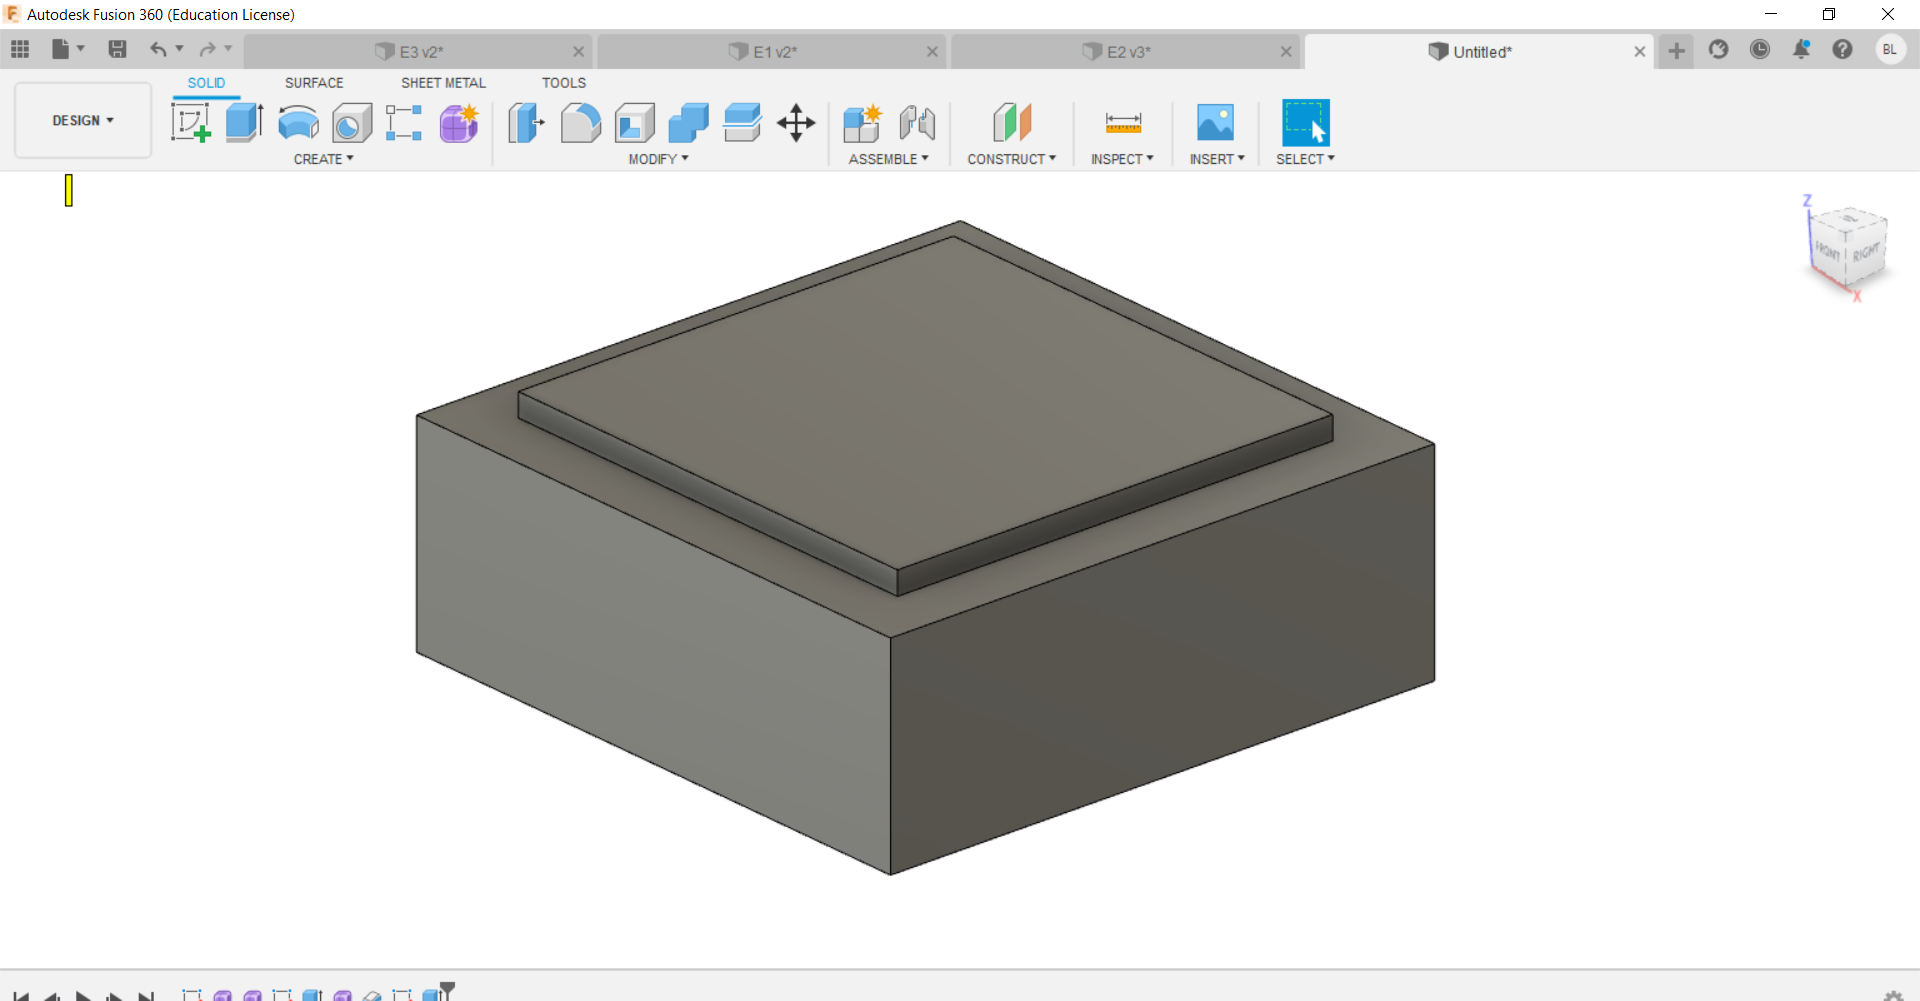 Autodesk Fusion 360 (Education License)
E3 v2*
E1 v2*
E2 v3*
Untitled*
BL
SOLID
SURFACE
SHEET METAL
TOOLS
DESIGN
CREATE
MODIFY
ASSEMBLE
CONSTRUCT
INSPECT
INSERT
SELECT
Z
FRONT
RIGHT
X